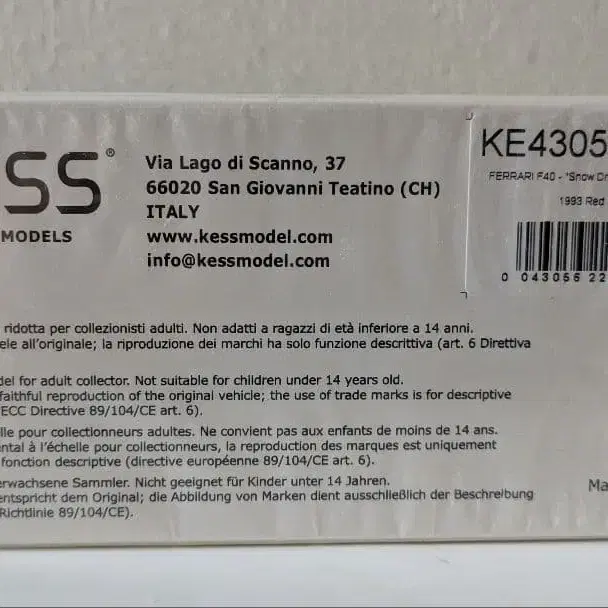 SS®
MODELS
Via Lago di Scanno, 37
66020 San Giovanni Teatino (CH)
ITALY
www.kessmodel.com
info@kessmodel.com
KE4305
FERRARI F40 - "Snow Dr
1993 Red
0 043056 22
ridotta per collezionisti adulti. Non adatti a ragazzi di età inferiore a 14 anni.
ele all'originale; la riproduzione dei marchi ha solo funzione descrittiva (art. 6 Direttiva
del for adult collector. Not suitable for children under 14 years old.
faithful reproduction of the original vehicle; the use of trade marks is for descriptive
ECC Directive 89/104/CE art. 6).
lle pour collectionneurs adultes. Ne convient pas aux enfants de moins de 14 ans.
ntal à l'échelle pour collectionneurs, la reproduction des marques est uniquement
fonction descriptive (directive européenne 89/104/CE art. 6).
erwachsene Sammler. Nicht geeignet für Kinder unter 14 Jahren.
entspricht dem Original; die Abbildung von Marken dient ausschließlich der Beschreibung
Richtlinie 89/104/CE).
Ma